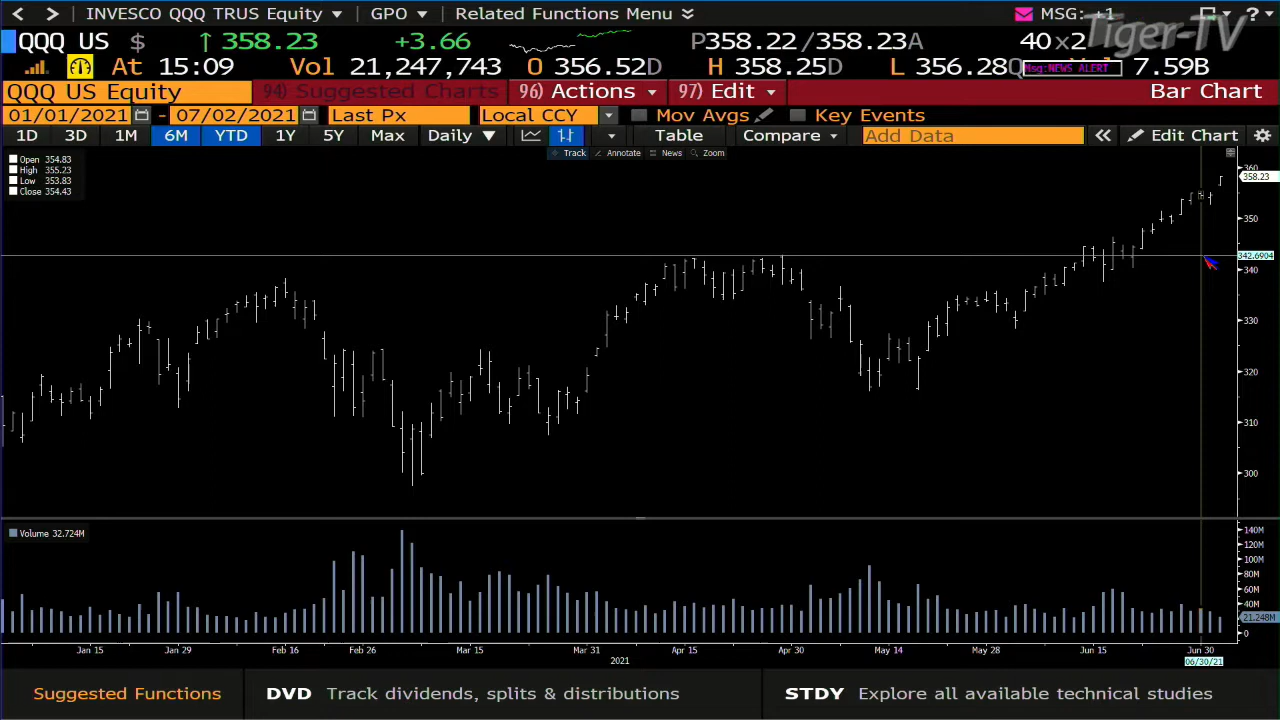 INVESCO QQQ TRUS Equity GPO Related Functions Menu MSG: +1 ?
Tiger-TV
QQQ US $ ↑ 358.23 +3.66 P358.22/358.23A 40x2
At 15:09 Vol 21,247,743 O 356.52D H 358.25D L 356.28Q 7.59B
Msg:NEWS ALERT
QQQ US Equity 94) Suggested Charts 96) Actions 97) Edit Bar Chart
01/01/2021 - 07/02/2021 Last Px Local CCY Mov Avgs Key Events
1D 3D 1M 6M YTD 1Y 5Y Max Daily ▼ Table Compare Add Data « Edit Chart
Track Annotate News Zoom
Open 354.83
High 355.23
Low 353.83
Close 354.43
360
358.23
350
342.6904
340
330
320
310
300
Volume 32.724M
140M
120M
100M
80M
60M
40M
21.248M
0
Jan 15 Jan 29 Feb 16 Feb 26 Mar 15 Mar 31 Apr 15 Apr 30 May 14 May 28 Jun 15 Jun 30
2021 06/30/21
Suggested Functions DVD Track dividends, splits & distributions STDY Explore all available technical studies